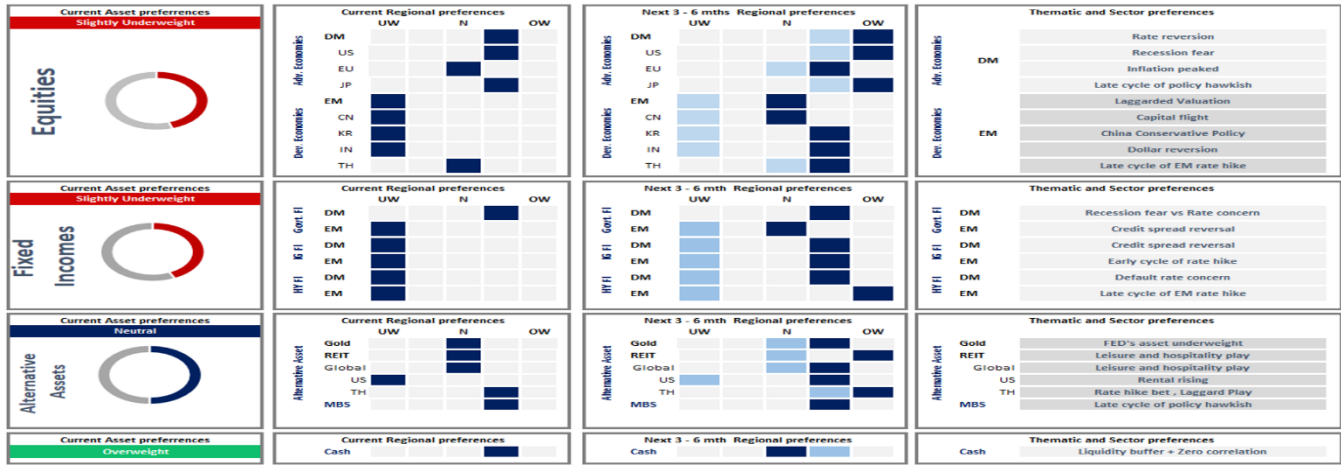 Current Asset preferrences
Slightly Underweight
Equities
Current Regional preferences
UW N OW
Adv. Economies
DM
US
EU
JP
Dev. Economies
EM
CN
KR
IN
TH
Next 3 - 6 mths Regional preferences
UW N OW
Adv. Economies
DM
US
EU
JP
Dev. Economies
EM
CN
KR
IN
TH
Thematic and Sector preferences
Adv. Economies
DM
Rate reversion
Recession fear
Inflation peaked
Late cycle of policy hawkish
Dev. Economies
EM
Laggarded Valuation
Capital flight
China Conservative Policy
Dollar reversion
Late cycle of EM rate hike
Current Asset preferrences
Slightly Underweight
Fixed
Incomes
Current Regional preferences
UW N OW
Govt. FI
DM
EM
IG FI
DM
EM
HY FI
DM
EM
Next 3 - 6 mth Regional preferences
UW N OW
Govt. FI
DM
EM
IG FI
DM
EM
HY FI
DM
EM
Thematic and Sector preferences
Govt. FI
DM Recession fear vs Rate concern
EM Credit spread reversal
IG FI
DM Credit spread reversal
EM Early cycle of rate hike
HY FI
DM Default rate concern
EM Late cycle of EM rate hike
Current Asset preferrences
Neutral
Alternative
Assets
Current Regional preferences
UW N OW
Alternative Asset
Gold
REIT
Global
US
TH
MBS
Next 3 - 6 mth Regional preferences
UW N OW
Alternative Asset
Gold
REIT
Global
US
TH
MBS
Thematic and Sector preferences
Alternative Asset
Gold FED's asset underweight
REIT Leisure and hospitality play
Global Leisure and hospitality play
US Rental rising
TH Rate hike bet , Laggard Play
MBS Late cycle of policy hawkish
Current Asset preferrences
Overweight
Current Regional preferences
Cash
Next 3 - 6 mth Regional preferences
Cash
Thematic and Sector preferences
Cash Liquidity buffer + Zero correlation